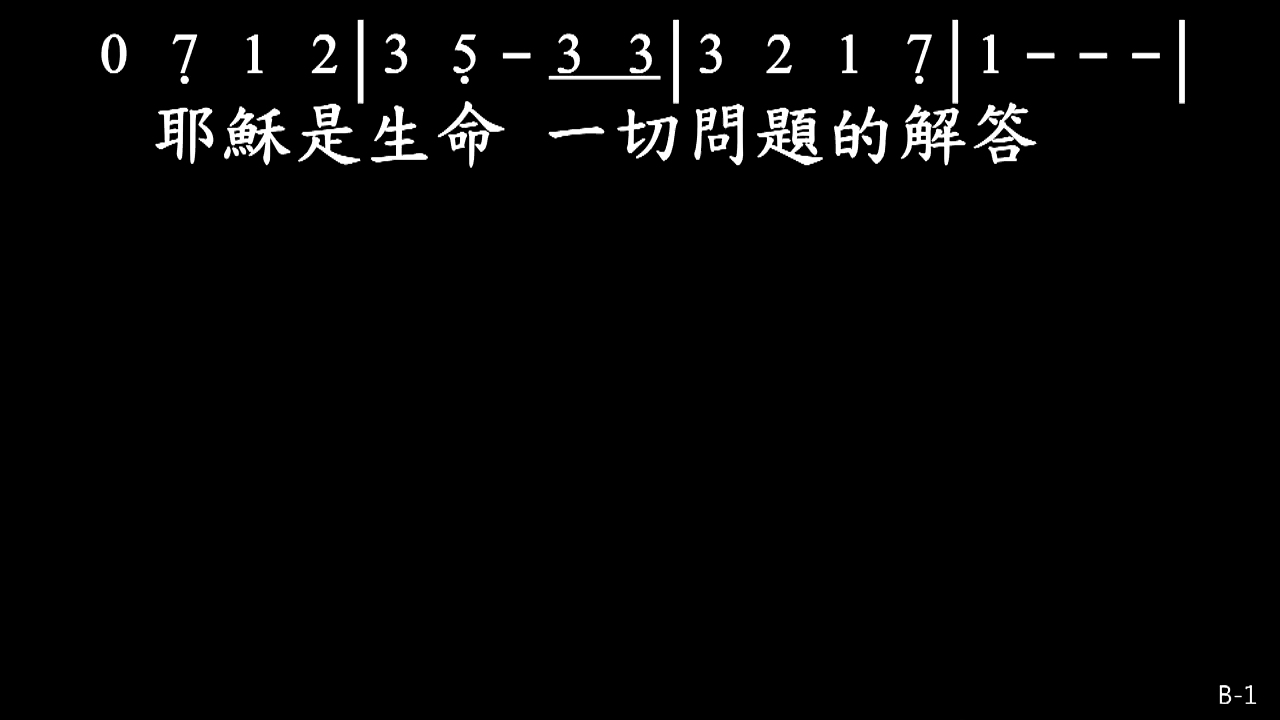 0 7̣ 1 2 | 3 5̣ − 3 3 | 3 2 1 7̣ | 1 − − − |
耶穌是生命 一切問題的解答
B-1